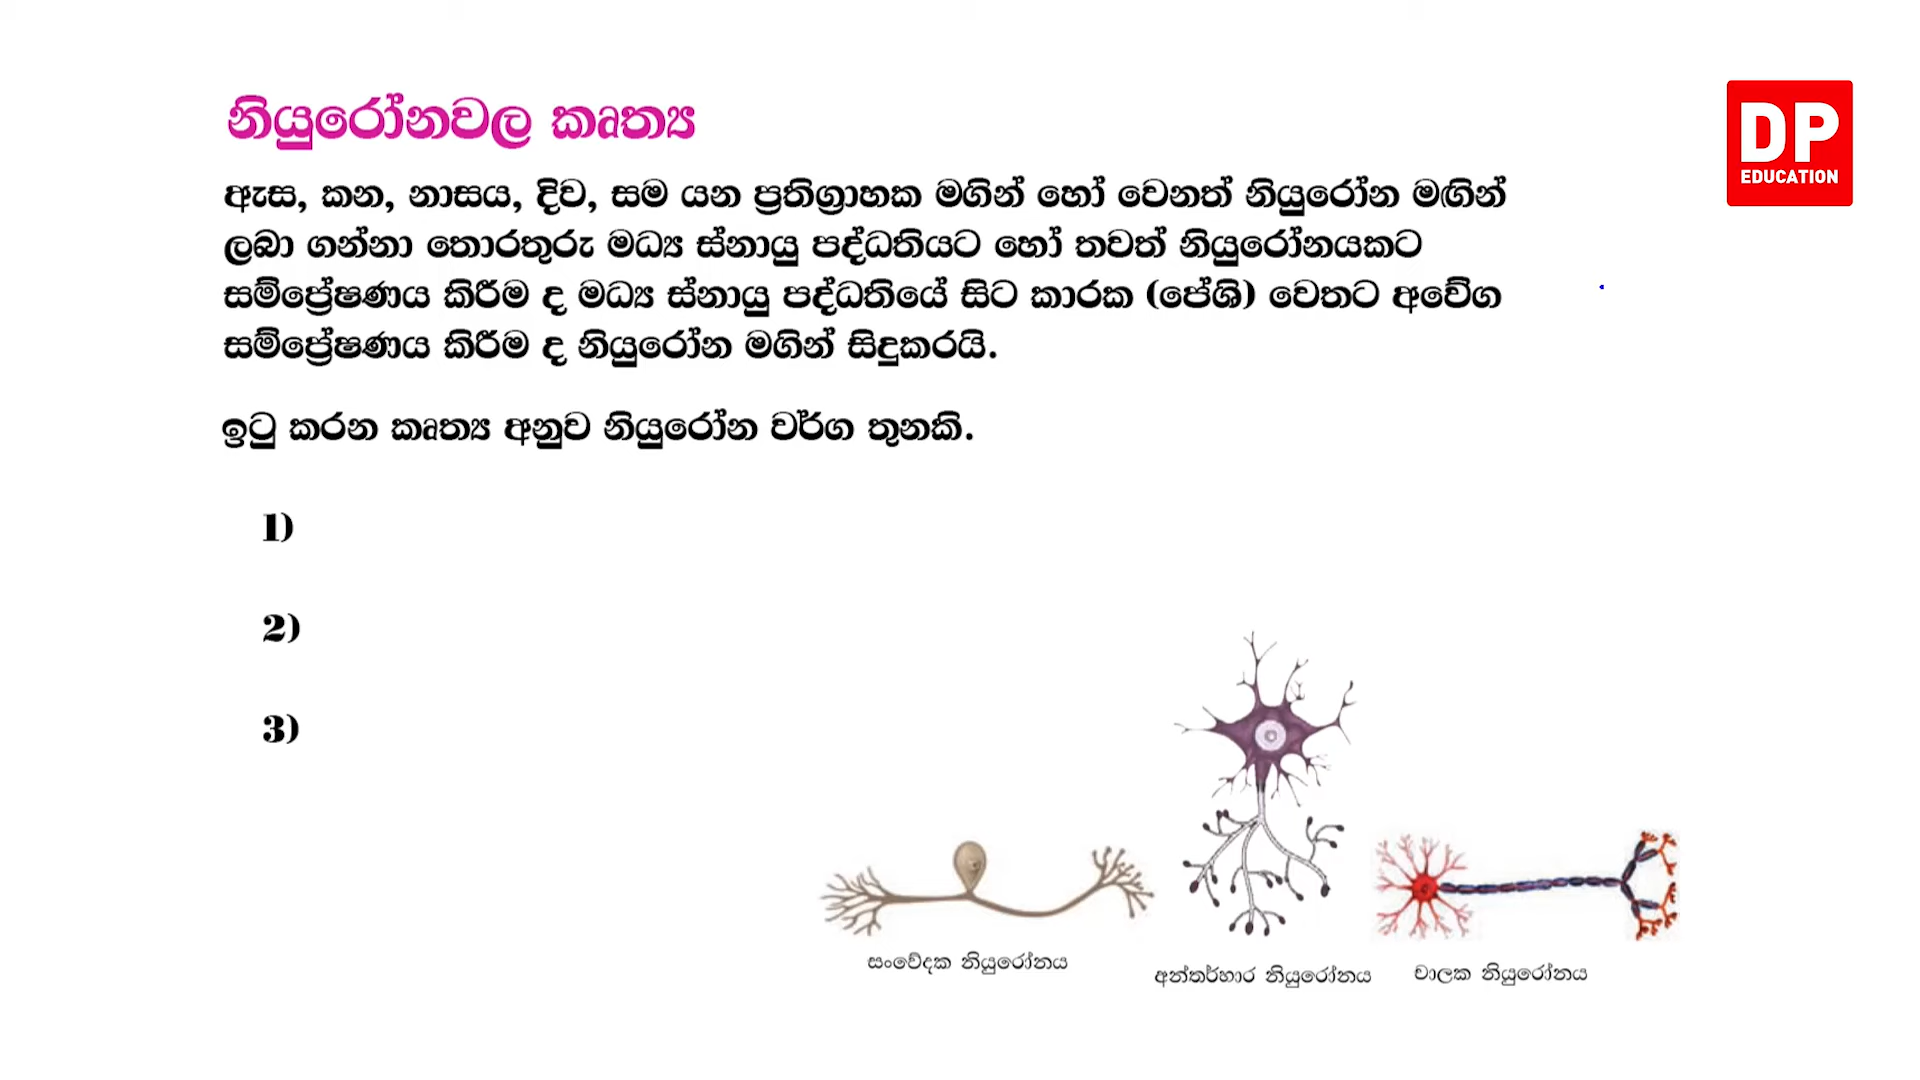 නියුරෝනවල කෘත්‍ය
DP
EDUCATION
ඇස, කන, නාසය, දිව, සම යන ප්‍රතිග්‍රාහක මගින් හෝ වෙනත් නියුරෝන මඟින්
ලබා ගන්නා තොරතුරු මධ්‍ය ස්නායු පද්ධතියට හෝ තවත් නියුරෝනයකට
සම්ප්‍රේෂණය කිරීම ද මධ්‍ය ස්නායු පද්ධතියේ සිට කාරක (පේශි) වෙතට අවේග
සම්ප්‍රේෂණය කිරීම ද නියුරෝන මගින් සිදුකරයි.
ඉටු කරන කෘත්‍ය අනුව නියුරෝන වර්ග තුනකි.
1)
2)
3)
සංවේදක නියුරෝනය
අන්තර්හාර නියුරෝනය
චාලක නියුරෝනය